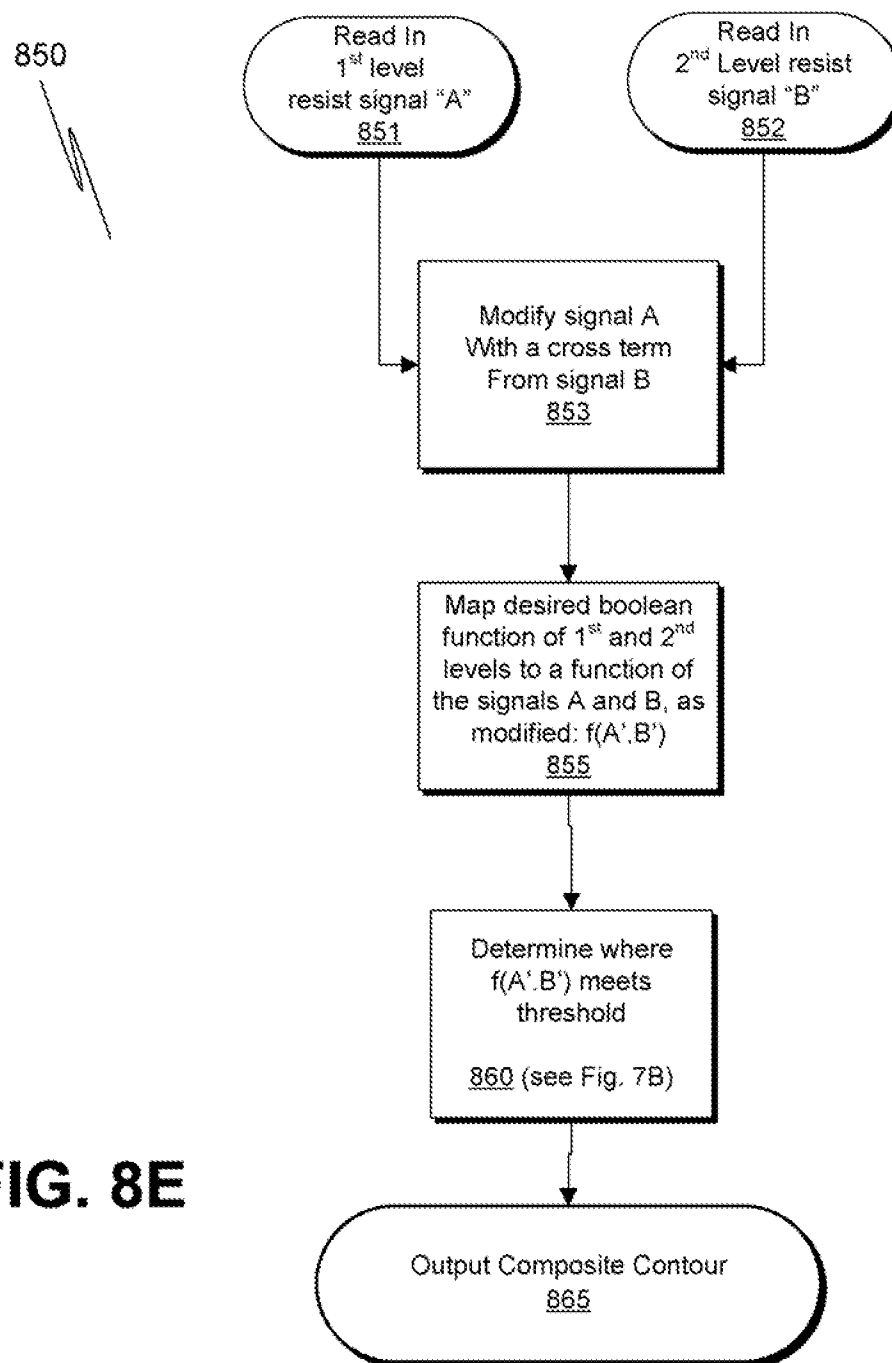 850
Read In
1st level
resist signal "A"
851
Read In
2nd Level resist
signal "B"
852
Modify signal A
With a cross term
From signal B
853
Map desired boolean
function of 1st and 2nd
levels to a function of
the signals A and B, as
modified: f(A',B')
855
Determine where
f(A',B') meets
threshold
860 (see Fig. 7B)
FIG. 8E
Output Composite Contour
865